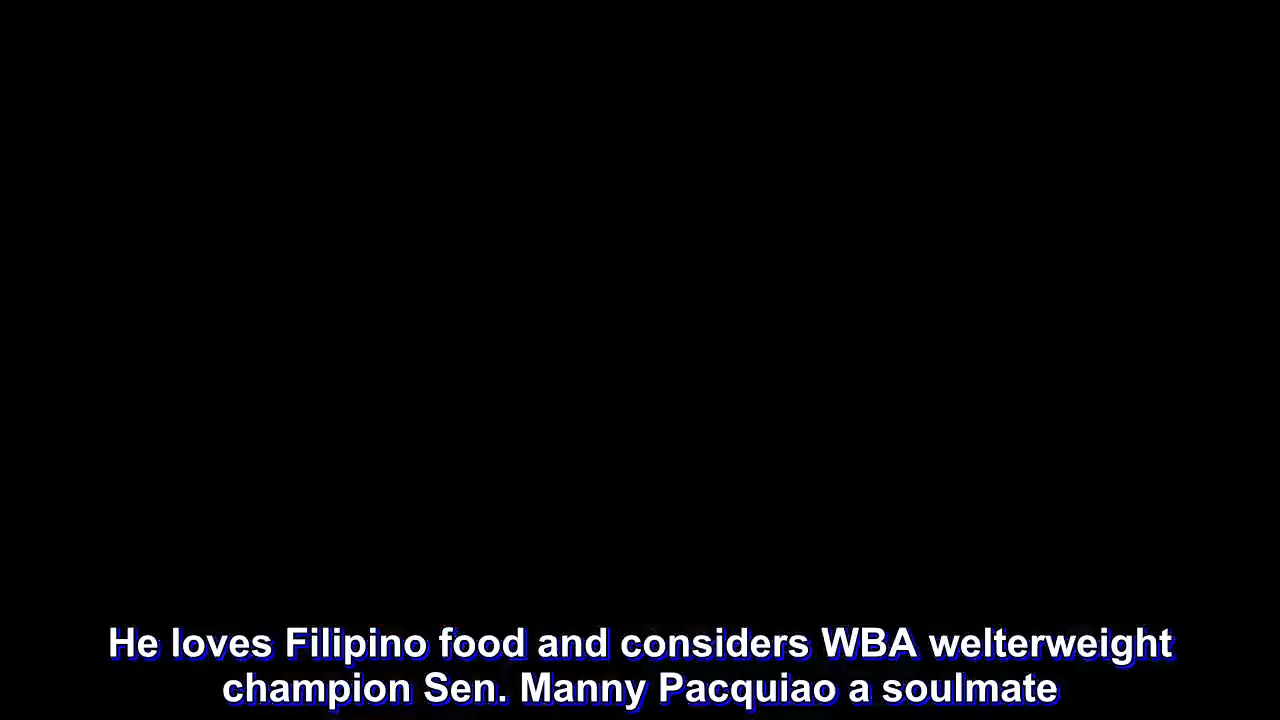 He loves Filipino food and considers WBA welterweight
champion Sen. Manny Pacquiao a soulmate